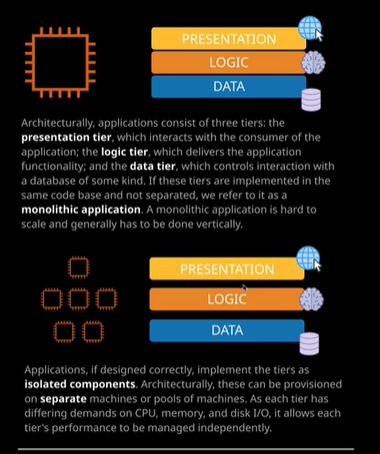 PRESENTATION
LOGIC
DATA
Architecturally, applications consist of three tiers: the
presentation tier, which interacts with the consumer of the
application; the logic tier, which delivers the application
functionality; and the data tier, which controls interaction with
a database of some kind. If these tiers are implemented in the
same code base and not separated, we refer to it as a
monolithic application. A monolithic application is hard to
scale and generally has to be done vertically.
PRESENTATION
LOGIC
DATA
Applications, if designed correctly, implement the tiers as
isolated components. Architecturally, these can be provisioned
on separate machines or pools of machines. As each tier has
differing demands on CPU, memory, and disk I/O, it allows each
tier's performance to be managed independently.